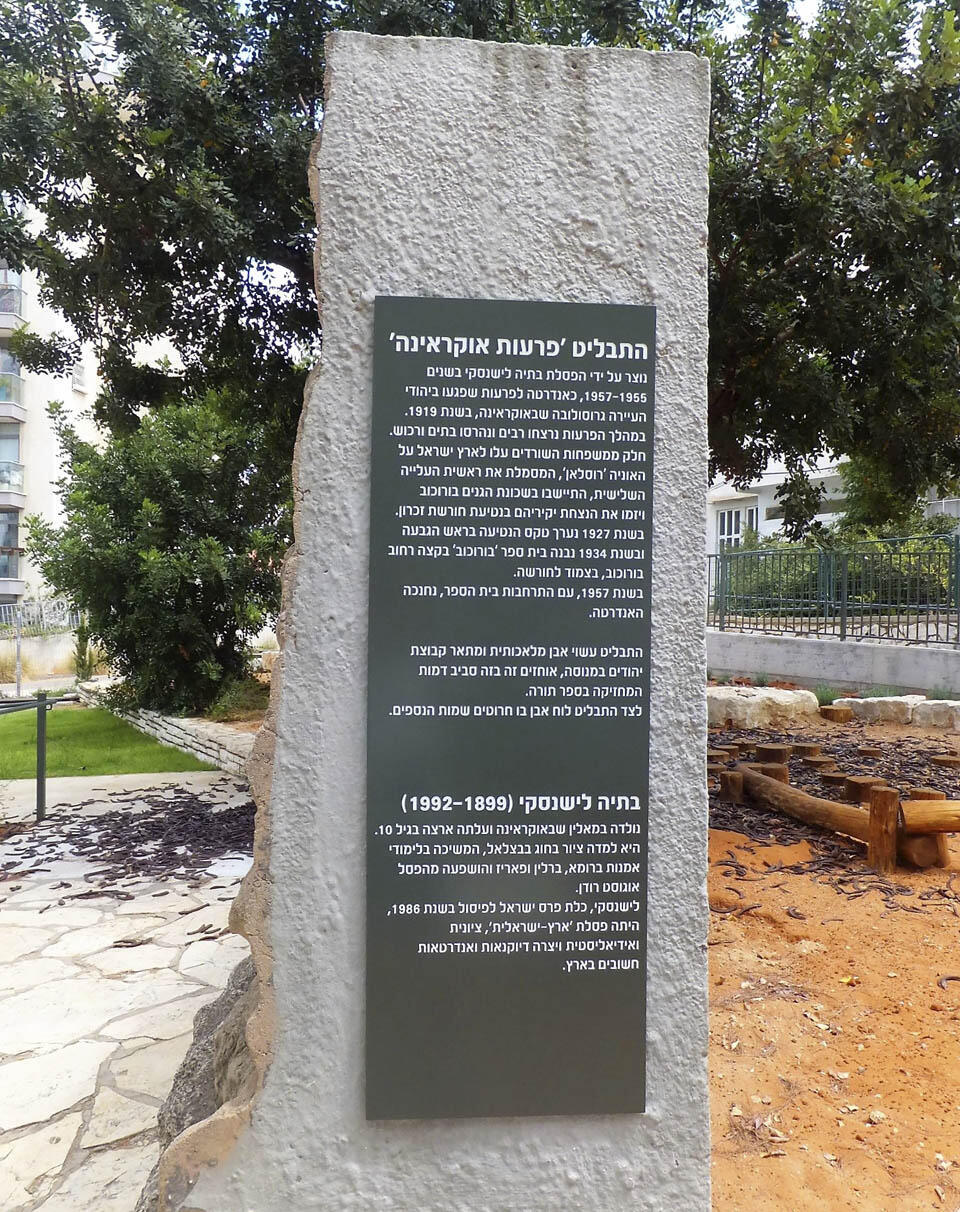 התבליט 'פרעות אוקראינה'
נוצר על ידי הפסלת בתיה לישנסקי בשנים
1957-1955, כאנדרטה לפרעות שפגעו ביהודי
העיירה גרוסולובה שבאוקראינה, בשנת 1919.
במהלך הפרעות נרצחו רבים ונהרסו בתים ורכוש.
חלק ממשפחות השורדים עלו לארץ ישראל על
האוניה 'רוסלאן', המסמלת את ראשית העלייה
השלישית, התיישבו בשכונת הגנים בורוכוב
ויזמו את הנצחת יקיריהם בנטיעת חורשת זכרון.
בשנת 1927 נערך טקס הנטיעה בראש הגבעה
ובשנת 1934 נבנה בית ספר 'בורוכוב' בקצה רחוב
בורוכוב, בצמוד לחורשה.
בשנת 1957, עם התרחבות בית הספר, נחנכה
האנדרטה.
התבליט עשוי אבן מלאכותית ומתאר קבוצת
יהודים במנוסה, אוחזים זה בזה סביב דמות
המחזיקה בספר תורה.
לצד התבליט לוח אבן בו חרוטים שמות הנספים.
בתיה לישנסקי (1992-1899)
נולדה במאלין שבאוקראינה ועלתה ארצה בגיל 10.
היא למדה ציור בחוג בבצלאל, המשיכה בלימודי
אמנות ברומא, ברלין ופאריז והושפעה מהפסל
אוגוסט רודן.
לישנסקי, כלת פרס ישראל לפיסול בשנת 1986,
היתה פסלת 'ארץ-ישראלית', ציונית
ואידיאליסטית ויצרה דיוקנאות ואנדרטאות
חשובים בארץ.